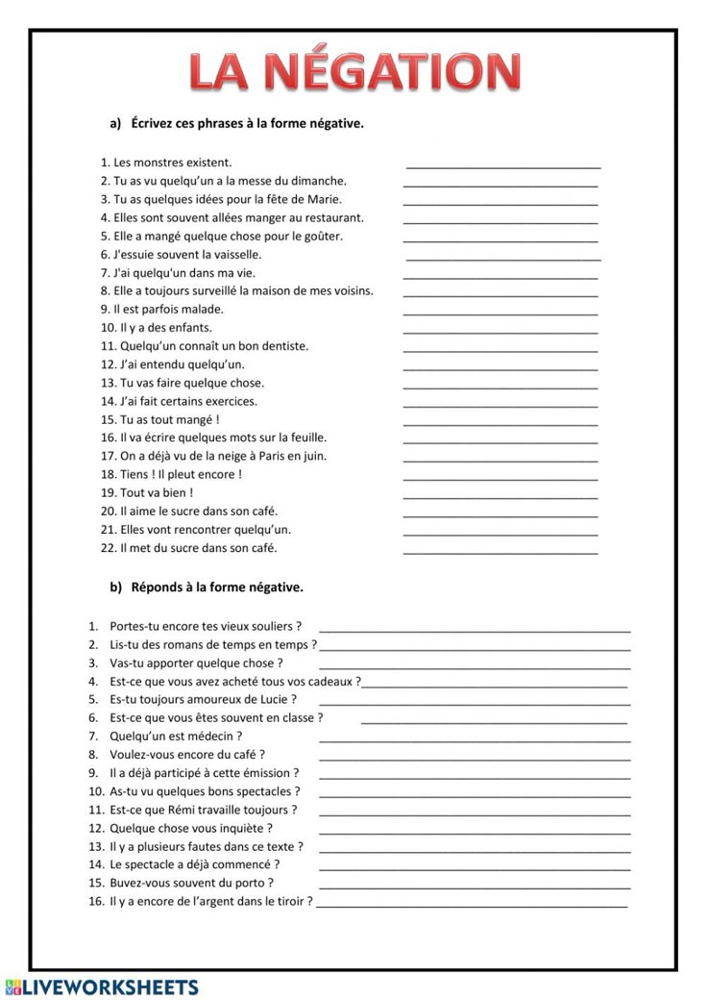 LA NÉGATION
a) Écrivez ces phrases à la forme négative.
1. Les monstres existent.
2. Tu as vu quelqu’un a la messe du dimanche.
3. Tu as quelques idées pour la fête de Marie.
4. Elles sont souvent allées manger au restaurant.
5. Elle a mangé quelque chose pour le goûter.
6. J'essuie souvent la vaisselle.
7. J'ai quelqu'un dans ma vie.
8. Elle a toujours surveillé la maison de mes voisins.
9. Il est parfois malade.
10. Il y a des enfants.
11. Quelqu’un connaît un bon dentiste.
12. J’ai entendu quelqu’un.
13. Tu vas faire quelque chose.
14. J’ai fait certains exercices.
15. Tu as tout mangé !
16. Il va écrire quelques mots sur la feuille.
17. On a déjà vu de la neige à Paris en juin.
18. Tiens ! Il pleut encore !
19. Tout va bien !
20. Il aime le sucre dans son café.
21. Elles vont rencontrer quelqu’un.
22. Il met du sucre dans son café.
b) Réponds à la forme négative.
1. Portes-tu encore tes vieux souliers ?
2. Lis-tu des romans de temps en temps ?
3. Vas-tu apporter quelque chose ?
4. Est-ce que vous avez acheté tous vos cadeaux ?
5. Es-tu toujours amoureux de Lucie ?
6. Est-ce que vous êtes souvent en classe ?
7. Quelqu’un est médecin ?
8. Voulez-vous encore du café ?
9. Il a déjà participé à cette émission ?
10. As-tu vu quelques bons spectacles ?
11. Est-ce que Rémi travaille toujours ?
12. Quelque chose vous inquiète ?
13. Il y a plusieurs fautes dans ce texte ?
14. Le spectacle a déjà commencé ?
15. Buvez-vous souvent du porto ?
16. Il y a encore de l’argent dans le tiroir ?
LIVE LIVEWORKSHEETS